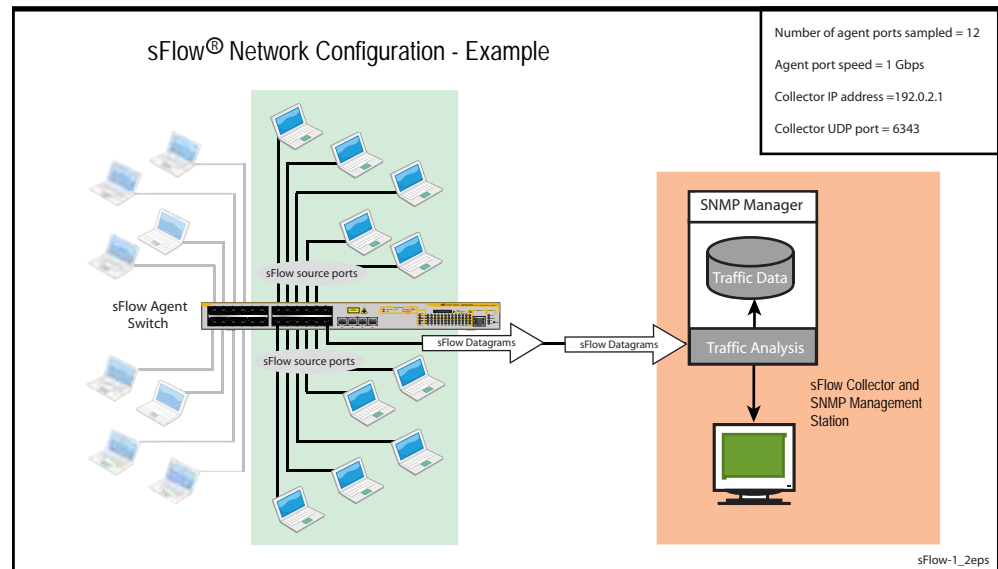 sFlow® Network Configuration - Example
Number of agent ports sampled = 12
Agent port speed = 1 Gbps
Collector IP address =192.0.2.1
Collector UDP port = 6343
SNMP Manager
Traffic Data
sFlow source ports
sFlow Agent
Switch
sFlow Datagrams
sFlow Datagrams
Traffic Analysis
sFlow source ports
sFlow Collector and
SNMP Management
Station
sFlow-1_2eps